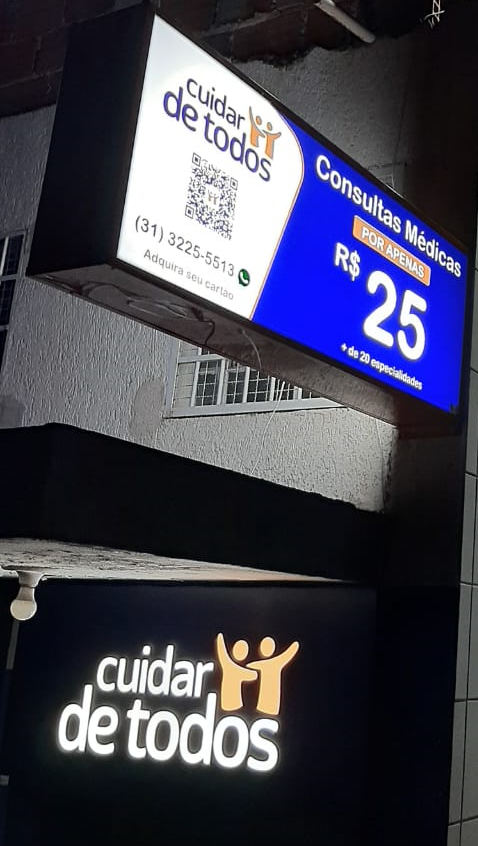 cuidar
de todos
(31) 3225-5513
Adquira seu cartão
Consultas Médicas
POR APENAS
R$ 25
+ de 20 especialidades
cuidar
de todos